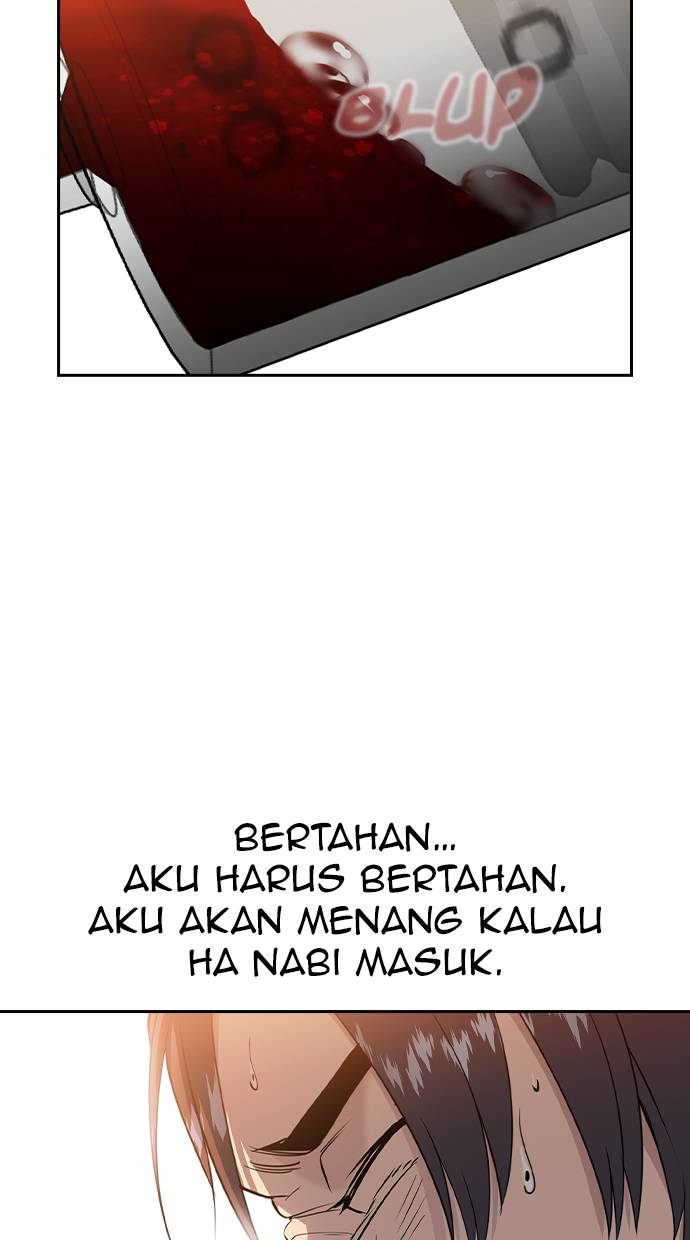 BLUP
BERTAHAN...
AKU HARUS BERTAHAN.
AKU AKAN MENANG KALAU
HA NABI MASUK.